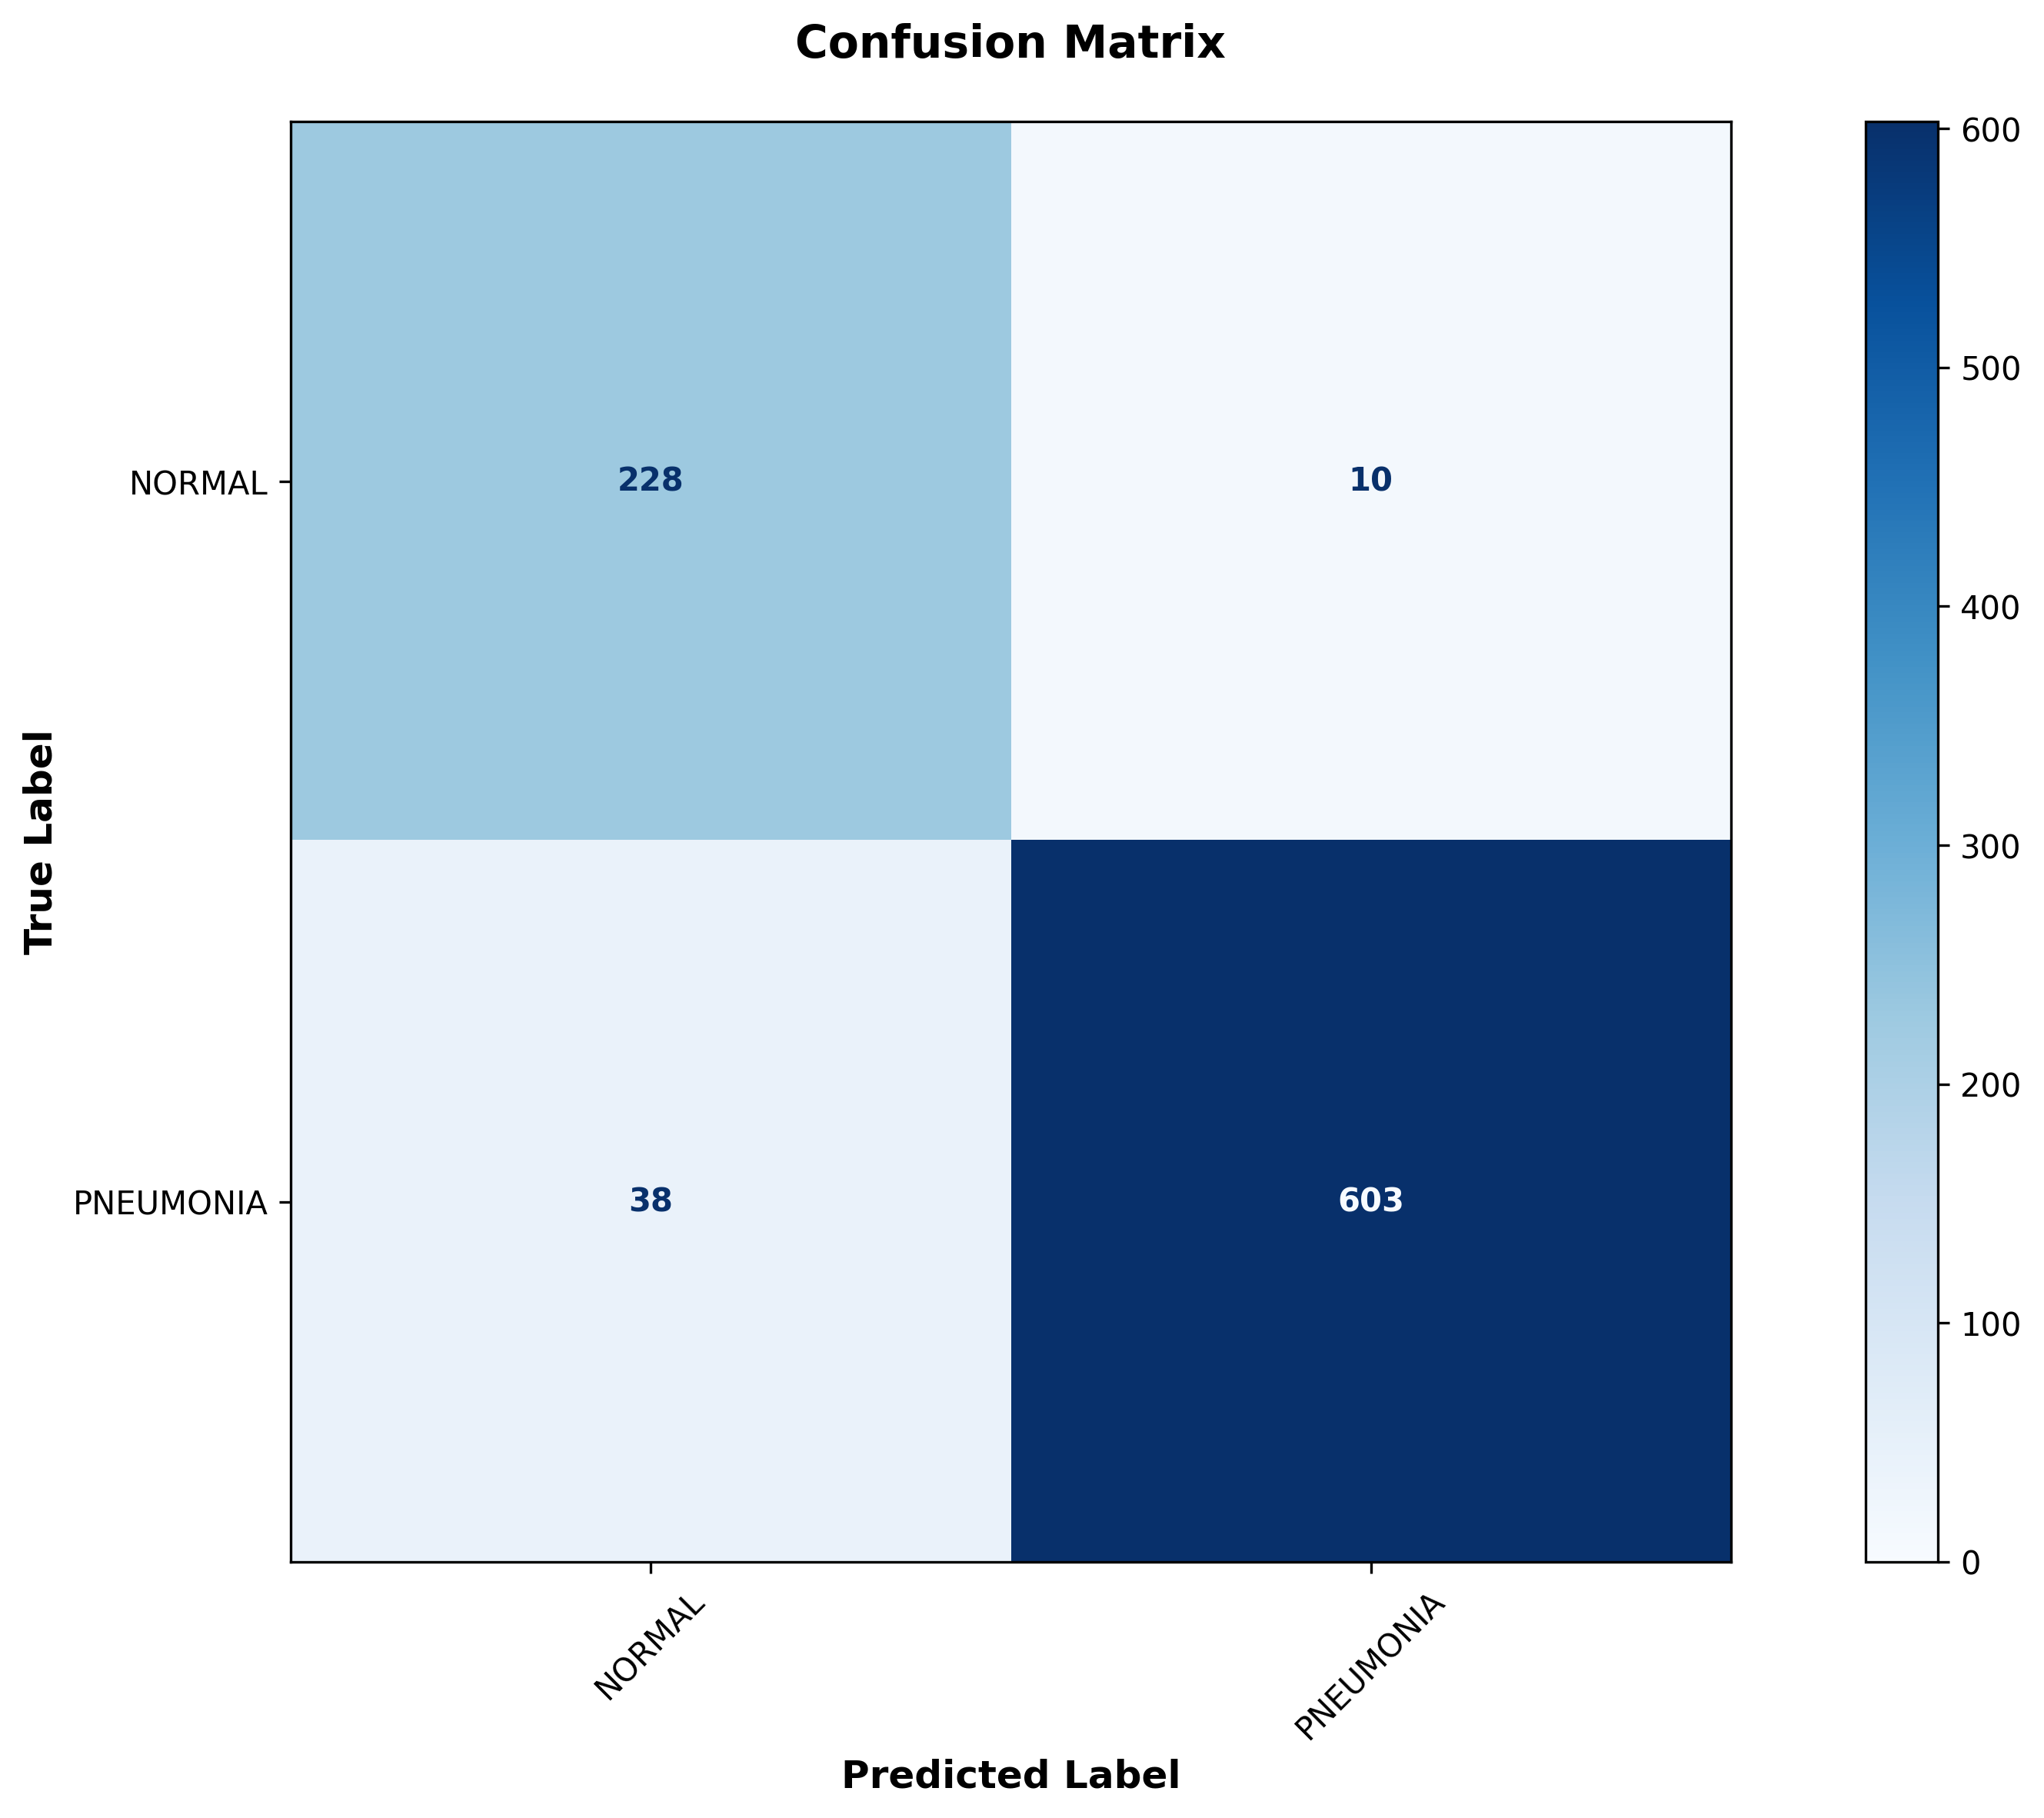 Confusion Matrix
True Label
NORMAL
PNEUMONIA
228
10
38
603
NORMAL
PNEUMONIA
Predicted Label
600
500
400
300
200
100
0